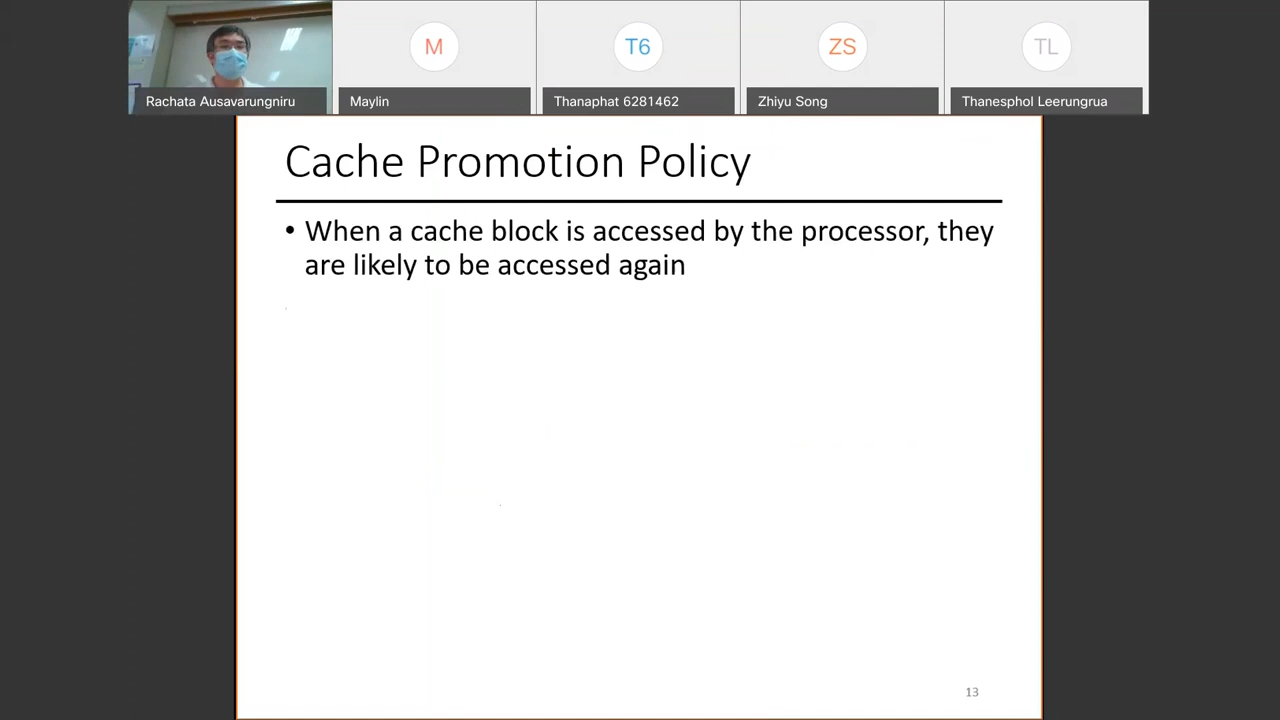 M
T6
ZS
TL
Rachata Ausavarungniru
Maylin
Thanaphat 6281462
Zhiyu Song
Thanesphol Leerungrua
Cache Promotion Policy
• When a cache block is accessed by the processor, they
are likely to be accessed again
13